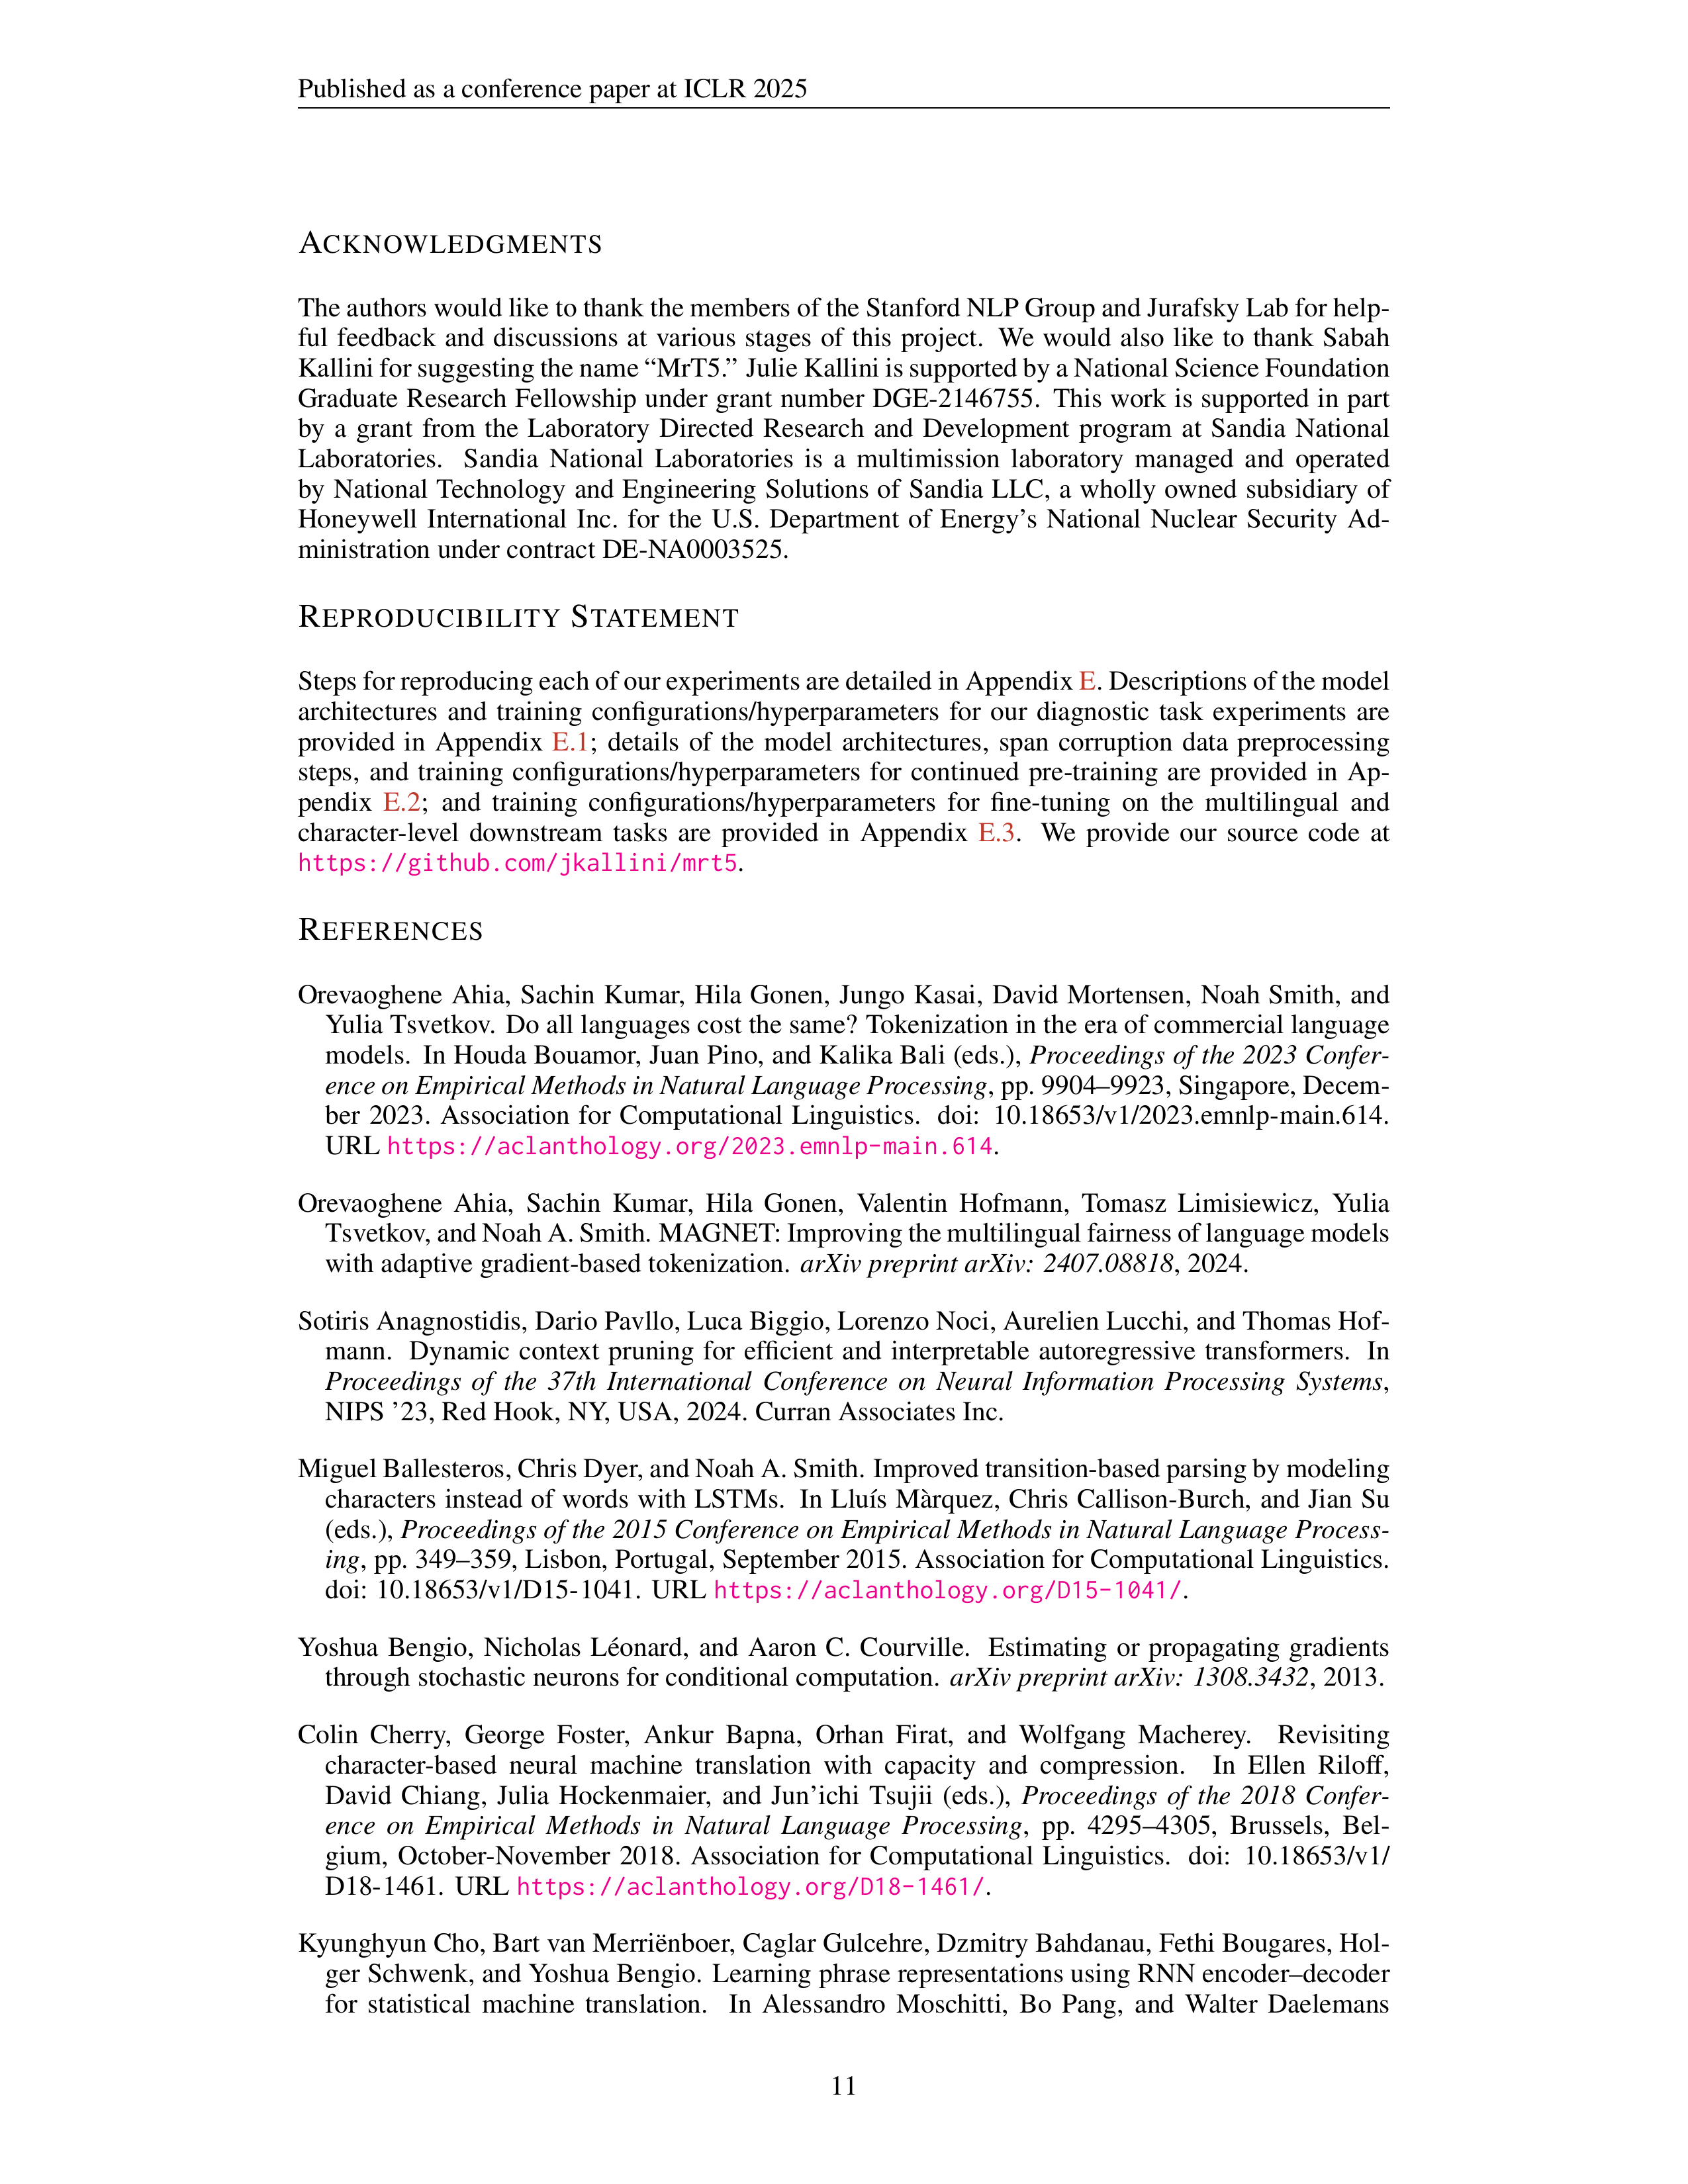 Published as a conference paper at ICLR 2025
ACKNOWLEDGMENTS
The authors would like to thank the members of the Stanford NLP Group and Jurafsky Lab for help-
ful feedback and discussions at various stages of this project. We would also like to thank Sabah
Kallini for suggesting the name “MrT5.” Julie Kallini is supported by a National Science Foundation
Graduate Research Fellowship under grant number DGE-2146755. This work is supported in part
by a grant from the Laboratory Directed Research and Development program at Sandia National
Laboratories. Sandia National Laboratories is a multimission laboratory managed and operated
by National Technology and Engineering Solutions of Sandia LLC, a wholly owned subsidiary of
Honeywell International Inc. for the U.S. Department of Energy’s National Nuclear Security Ad-
ministration under contract DE-NA0003525.
REPRODUCIBILITY STATEMENT
Steps for reproducing each of our experiments are detailed in Appendix E. Descriptions of the model
architectures and training configurations/hyperparameters for our diagnostic task experiments are
provided in Appendix E.1; details of the model architectures, span corruption data preprocessing
steps, and training configurations/hyperparameters for continued pre-training are provided in Ap-
pendix E.2; and training configurations/hyperparameters for fine-tuning on the multilingual and
character-level downstream tasks are provided in Appendix E.3. We provide our source code at
https://github.com/jkallini/mrt5.
REFERENCES
Orevaoghene Ahia, Sachin Kumar, Hila Gonen, Jungo Kasai, David Mortensen, Noah Smith, and
Yulia Tsvetkov. Do all languages cost the same? Tokenization in the era of commercial language
models. In Houda Bouamor, Juan Pino, and Kalika Bali (eds.), Proceedings of the 2023 Confer-
ence on Empirical Methods in Natural Language Processing, pp. 9904–9923, Singapore, Decem-
ber 2023. Association for Computational Linguistics. doi: 10.18653/v1/2023.emnlp-main.614.
URL https://aclanthology.org/2023.emnlp-main.614.
Orevaoghene Ahia, Sachin Kumar, Hila Gonen, Valentin Hofmann, Tomasz Limisiewicz, Yulia
Tsvetkov, and Noah A. Smith. MAGNET: Improving the multilingual fairness of language models
with adaptive gradient-based tokenization. arXiv preprint arXiv: 2407.08818, 2024.
Sotiris Anagnostidis, Dario Pavllo, Luca Biggio, Lorenzo Noci, Aurelien Lucchi, and Thomas Hof-
mann. Dynamic context pruning for efficient and interpretable autoregressive transformers. In
Proceedings of the 37th International Conference on Neural Information Processing Systems,
NIPS ’23, Red Hook, NY, USA, 2024. Curran Associates Inc.
Miguel Ballesteros, Chris Dyer, and Noah A. Smith. Improved transition-based parsing by modeling
characters instead of words with LSTMs. In Lluís Màrquez, Chris Callison-Burch, and Jian Su
(eds.), Proceedings of the 2015 Conference on Empirical Methods in Natural Language Process-
ing, pp. 349–359, Lisbon, Portugal, September 2015. Association for Computational Linguistics.
doi: 10.18653/v1/D15-1041. URL https://aclanthology.org/D15-1041/.
Yoshua Bengio, Nicholas Léonard, and Aaron C. Courville. Estimating or propagating gradients
through stochastic neurons for conditional computation. arXiv preprint arXiv: 1308.3432, 2013.
Colin Cherry, George Foster, Ankur Bapna, Orhan Firat, and Wolfgang Macherey. Revisiting
character-based neural machine translation with capacity and compression. In Ellen Riloff,
David Chiang, Julia Hockenmaier, and Jun’ichi Tsujii (eds.), Proceedings of the 2018 Confer-
ence on Empirical Methods in Natural Language Processing, pp. 4295–4305, Brussels, Bel-
gium, October-November 2018. Association for Computational Linguistics. doi: 10.18653/v1/
D18-1461. URL https://aclanthology.org/D18-1461/.
Kyunghyun Cho, Bart van Merriënboer, Caglar Gulcehre, Dzmitry Bahdanau, Fethi Bougares, Hol-
ger Schwenk, and Yoshua Bengio. Learning phrase representations using RNN encoder–decoder
for statistical machine translation. In Alessandro Moschitti, Bo Pang, and Walter Daelemans
11